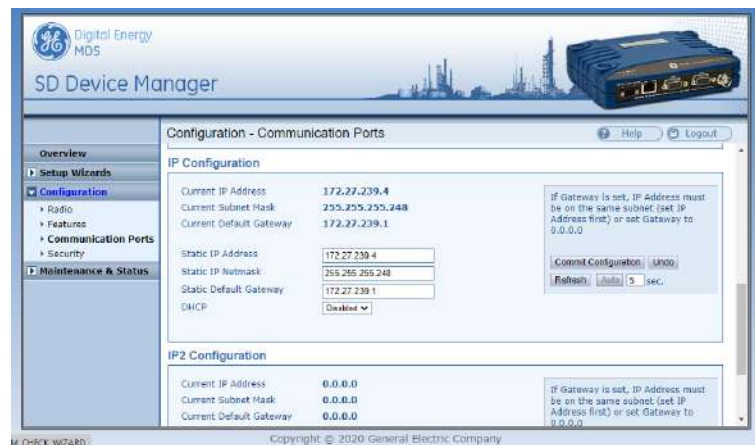 Digital Energy
MDS
SD Device Manager
Configuration - Communication Ports
Help
Logout
Overview
Setup Wizards
Configuration
Radio
Features
Communication Ports
Security
Maintenance & Status
IP Configuration
Current IP Address 172.27.239.4
Current Subnet Mask 255.255.255.248
Current Default Gateway 172.27.239.1
Static IP Address 172.27.239.4
Static IP Netmask 255.255.255.248
Static Default Gateway 172.27.239.1
DHCP Disabled
If Gateway is set, IP Address must
be on the same subnet (set IP
Address first) or set Gateway to
0.0.0.0
Commit Configuration Undo
Refresh Auto 5 sec.
IP2 Configuration
Current IP Address 0.0.0.0
Current Subnet Mask 0.0.0.0
Current Default Gateway 0.0.0.0
If Gateway is set, IP Address must
be on the same subnet (set IP
Address first) or set Gateway to
0.0.0.0
Copyright © 2020 General Electric Company
CHECK WIZARD